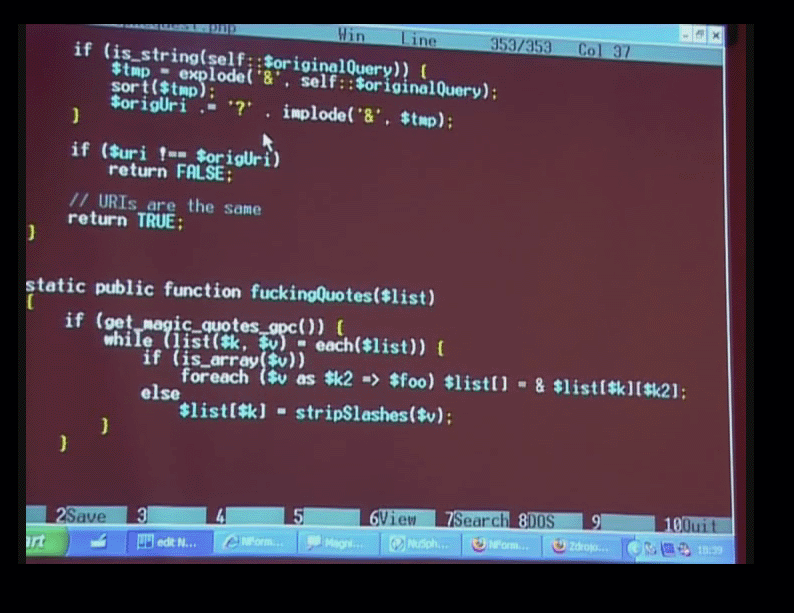 Win Line 353/353 Col 37
if (is_string(self::$originalQuery)) {
$tmp = explode('&', self::$originalQuery);
sort($tmp);
$origUri .= '?' . implode('&', $tmp);
}
if ($uri !== $origUri)
return FALSE;
// URIs are the same
return TRUE;
}
static public function fuckingQuotes($list)
{
if (get_magic_quotes_gpc()) {
while (list($k, $v) = each($list)) {
if (is_array($v))
foreach ($v as $k2 => $foo) $list[] = & $list[$k][$k2];
else
$list[$k] = stripSlashes($v);
}
}
2Save 3 4 5 6View 7Search 8DOS 9 10Quit
art edit N... NForm... Magni... NuSph... NForm... Zdrojo... 18:39